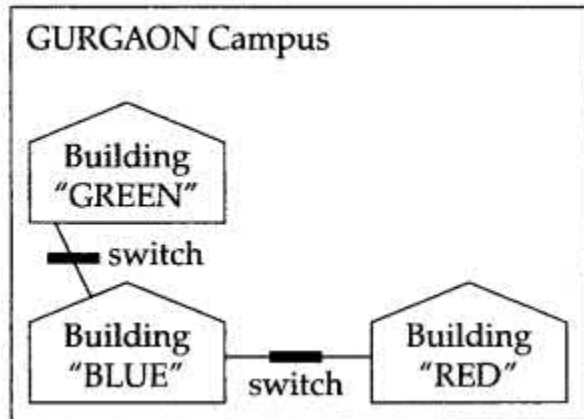 GURGAON Campus
Building
“GREEN”
switch
Building
“BLUE”
switch
Building
“RED”